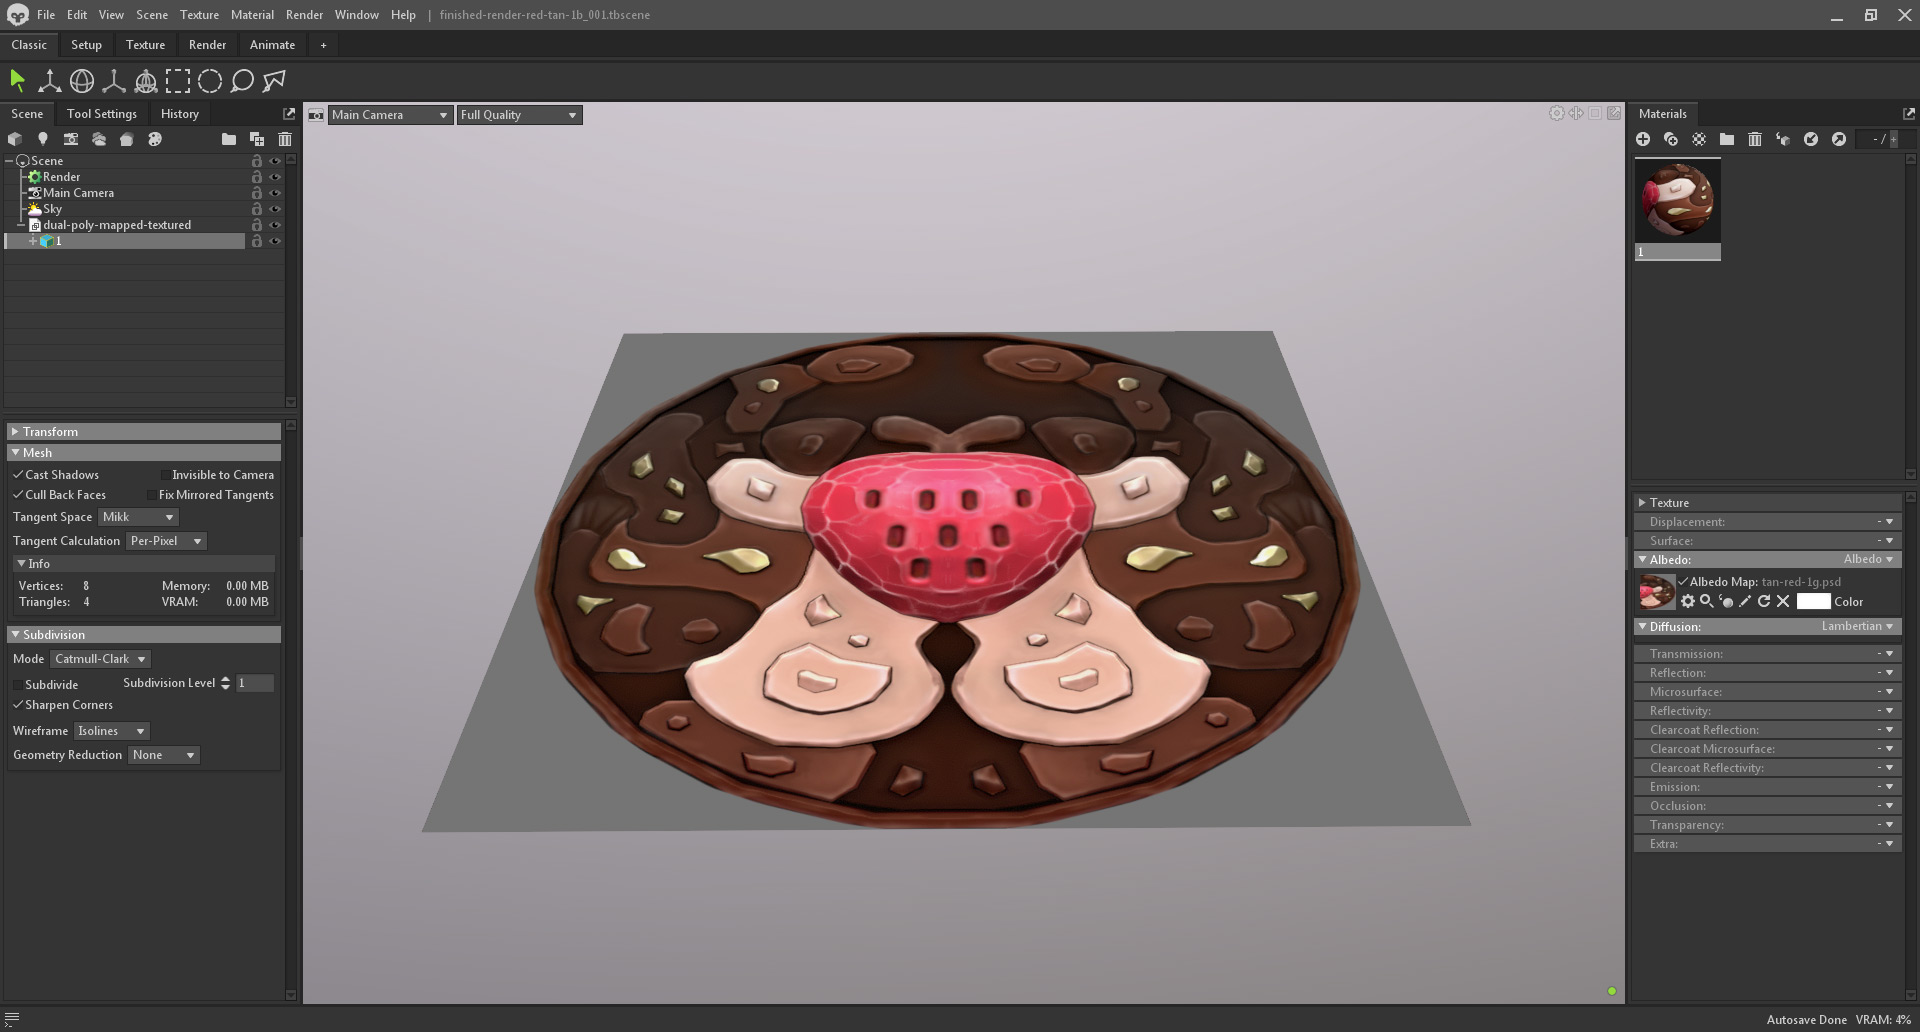 File Edit View Scene Texture Material Render Window Help | finished-render-red-tan-1b_001.tbscene
Classic Setup Texture Render Animate +
Scene Tool Settings History
Main Camera Full Quality
Materials
- / +
Scene
Render
Main Camera
Sky
dual-poly-mapped-textured
1
1
Transform
Mesh
Cast Shadows Invisible to Camera
Cull Back Faces Fix Mirrored Tangents
Tangent Space Mikk
Tangent Calculation Per-Pixel
Info
Vertices: 8 Memory: 0.00 MB
Triangles: 4 VRAM: 0.00 MB
Subdivision
Mode Catmull-Clark
Subdivide Subdivision Level 1
Sharpen Corners
Wireframe Isolines
Geometry Reduction None
Texture
Displacement: -
Surface: -
Albedo: Albedo
Albedo Map: tan-red-1g.psd
Color
Diffusion: Lambertian
Transmission: -
Reflection: -
Microsurface: -
Reflectivity: -
Clearcoat Reflection: -
Clearcoat Microsurface: -
Clearcoat Reflectivity: -
Emission: -
Occlusion: -
Transparency: -
Extra: -
Autosave Done VRAM: 4%